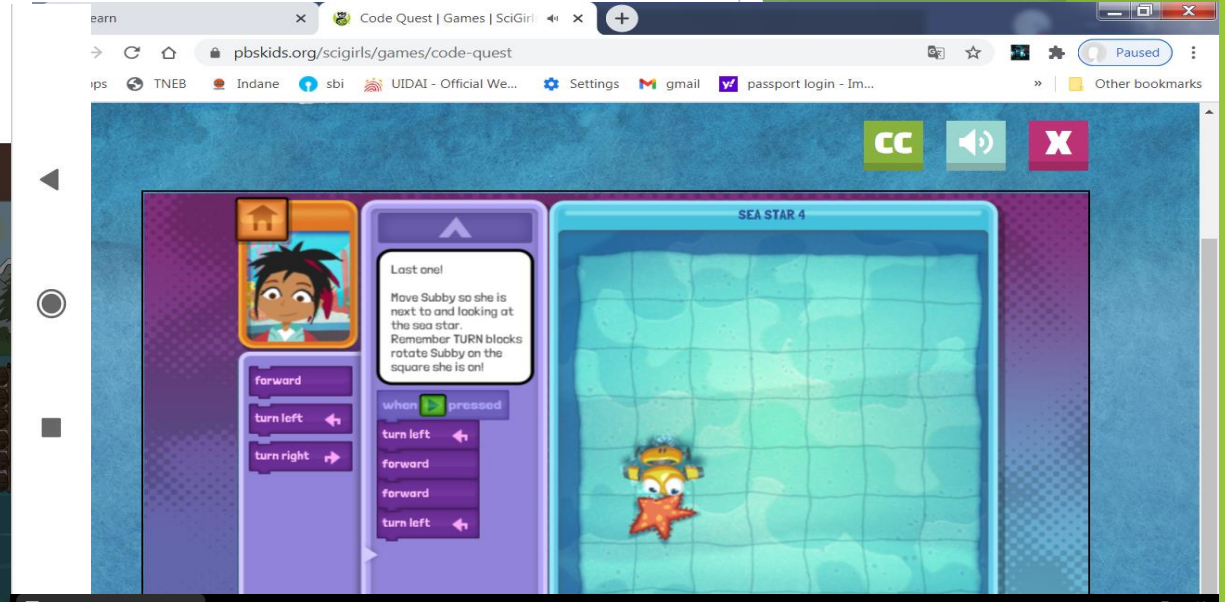 earn
Code Quest | Games | SciGirl
pbskids.org/scigirls/games/code-quest
Paused
ps
TNEB
Indane
sbi
UIDAI - Official We...
Settings
gmail
passport login - Im...
»
Other bookmarks
CC
X
SEA STAR 4
Last one!
Move Subby so she is
next to and looking at
the sea star.
Remember TURN blocks
rotate Subby on the
square she is on!
forward
turn left
turn right
when pressed
turn left
forward
forward
turn left